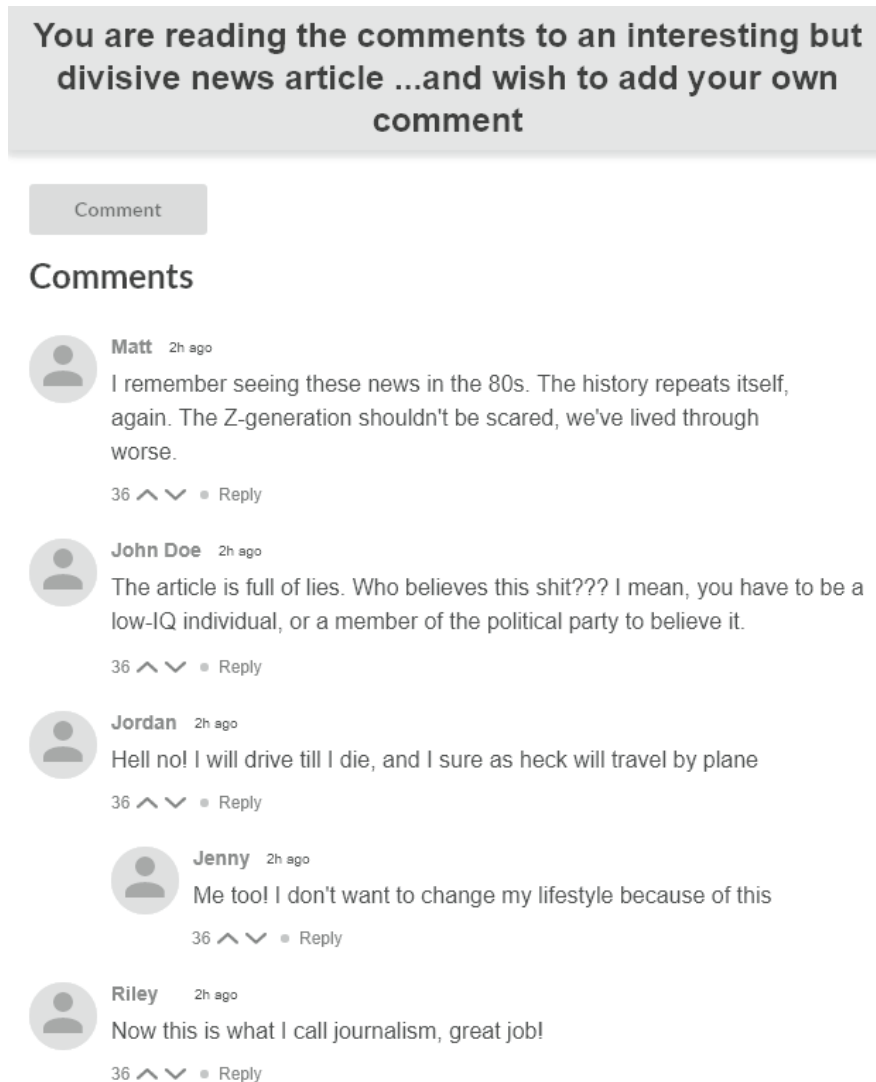 You are reading the comments to an interesting but
divisive news article ...and wish to add your own
comment
Comment
Comments
Matt 2h ago
I remember seeing these news in the 80s. The history repeats itself,
again. The Z-generation shouldn't be scared, we've lived through
worse.
36 Reply
John Doe 2h ago
The article is full of lies. Who believes this shit??? I mean, you have to be a
low-IQ individual, or a member of the political party to believe it.
36 Reply
Jordan 2h ago
Hell no! I will drive till I die, and I sure as heck will travel by plane
36 Reply
Jenny 2h ago
Me too! I don't want to change my lifestyle because of this
36 Reply
Riley 2h ago
Now this is what I call journalism, great job!
36 Reply